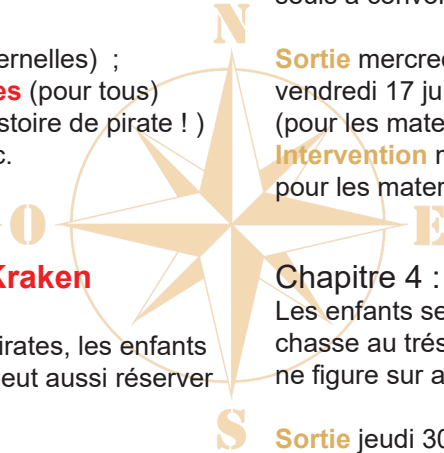 N
ernelles) ;
es (pour tous)
stoire de pirate ! )
c.
O
Kraken
irates, les enfants
eut aussi réserver
Sortie mercre
vendredi 17 ju
(pour les mate
Intervention
pour les mater
E
Chapitre 4 :
Les enfants se
chasse au trés
ne figure sur a
S
Sortie jeudi 30